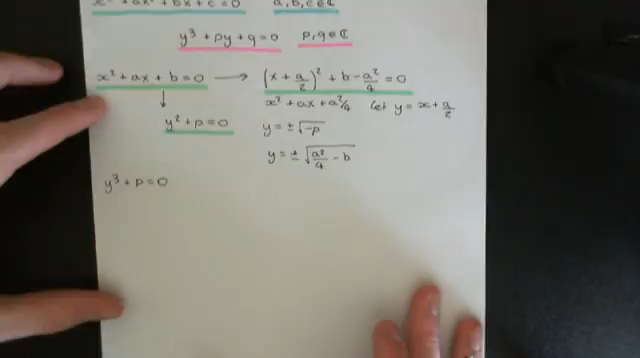 x³ + ax² + bx + c = 0 a, b, c ∈ ℂ
y³ + py + q = 0 p, q ∈ ℂ
x² + ax + b = 0 ⟶ (x + a/2)² + b - a²/4 = 0
x² + ax + a²/4 Let y = x + a/2
↓
y² + p = 0 y = ±√-p
y = ±√(a²/4 - b)
y³ + p = 0